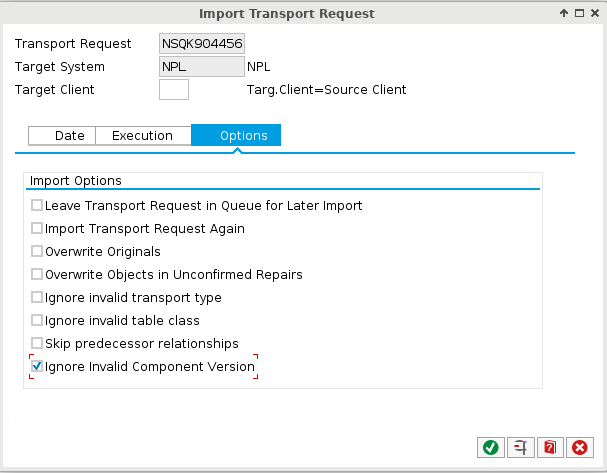 Import Transport Request
Transport Request NSQK904456
Target System NPL NPL
Target Client Targ.Client=Source Client
Date Execution Options
Import Options
Leave Transport Request in Queue for Later Import
Import Transport Request Again
Overwrite Originals
Overwrite Objects in Unconfirmed Repairs
Ignore invalid transport type
Ignore invalid table class
Skip predecessor relationships
Ignore Invalid Component Version